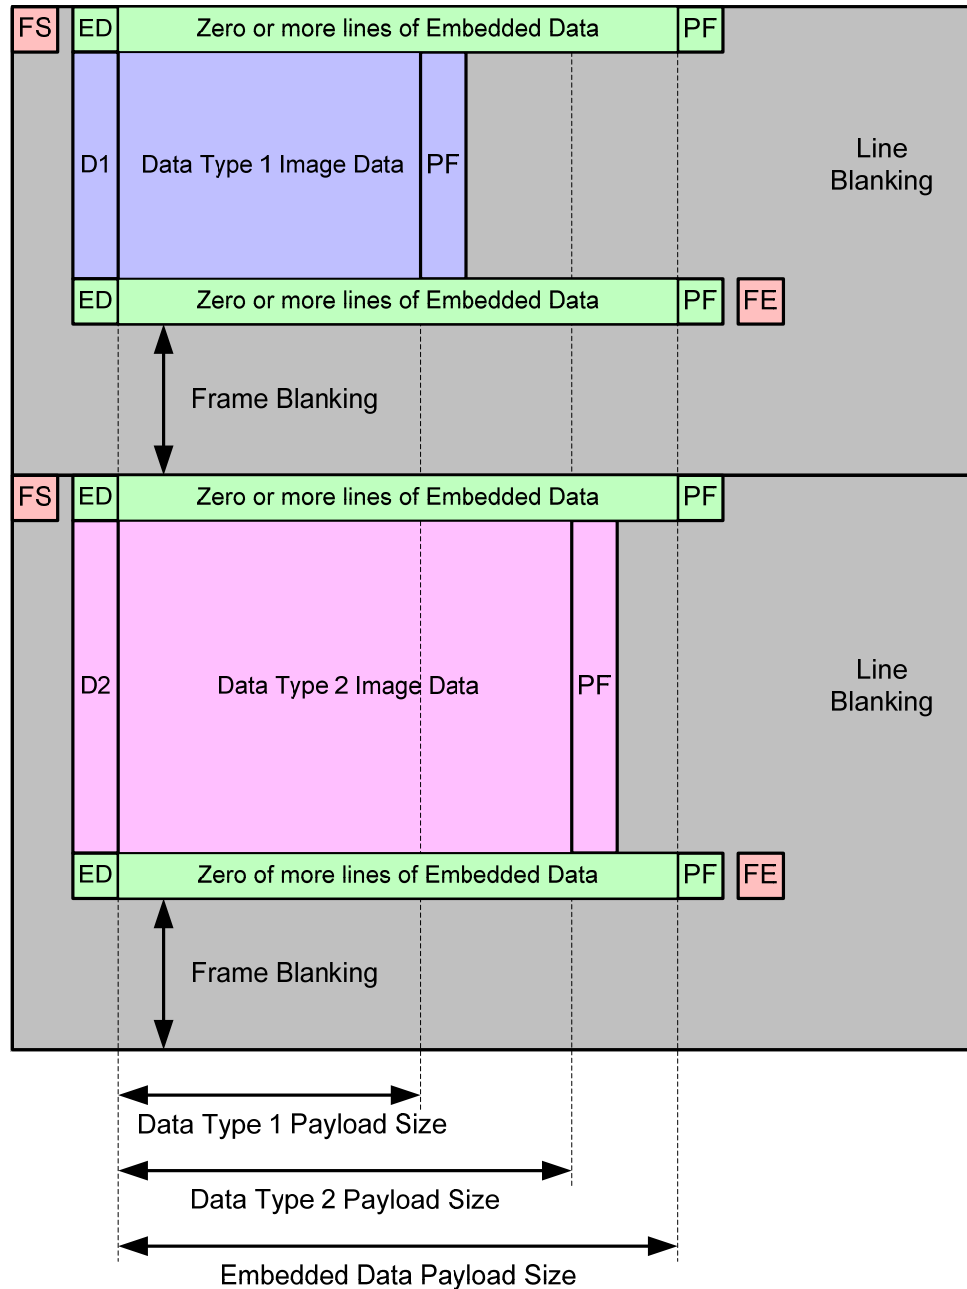 FS ED Zero or more lines of Embedded Data PF
D1 Data Type 1 Image Data PF
Line
Blanking
ED Zero or more lines of Embedded Data PF FE
Frame Blanking
FS ED Zero or more lines of Embedded Data PF
D2 Data Type 2 Image Data PF
Line
Blanking
ED Zero of more lines of Embedded Data PF FE
Frame Blanking
Data Type 1 Payload Size
Data Type 2 Payload Size
Embedded Data Payload Size